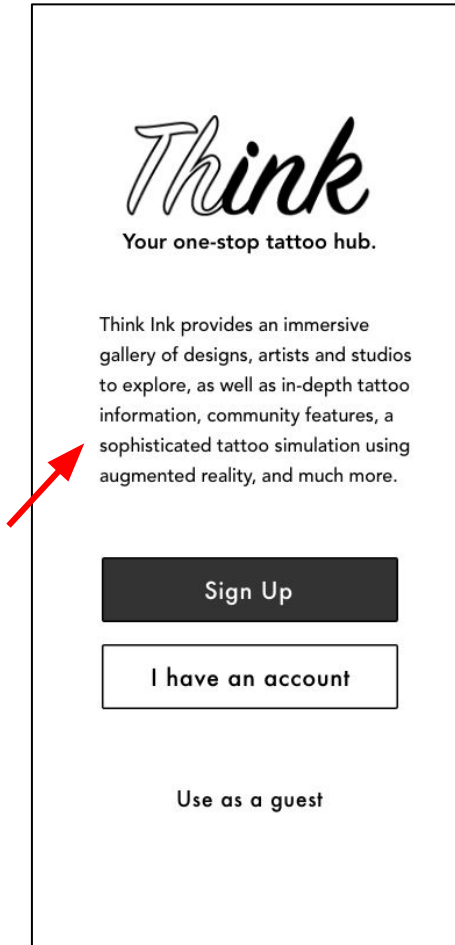 Think
Your one-stop tattoo hub.
Think Ink provides an immersive
gallery of designs, artists and studios
to explore, as well as in-depth tattoo
information, community features, a
sophisticated tattoo simulation using
augmented reality, and much more.
Sign Up
I have an account
Use as a guest